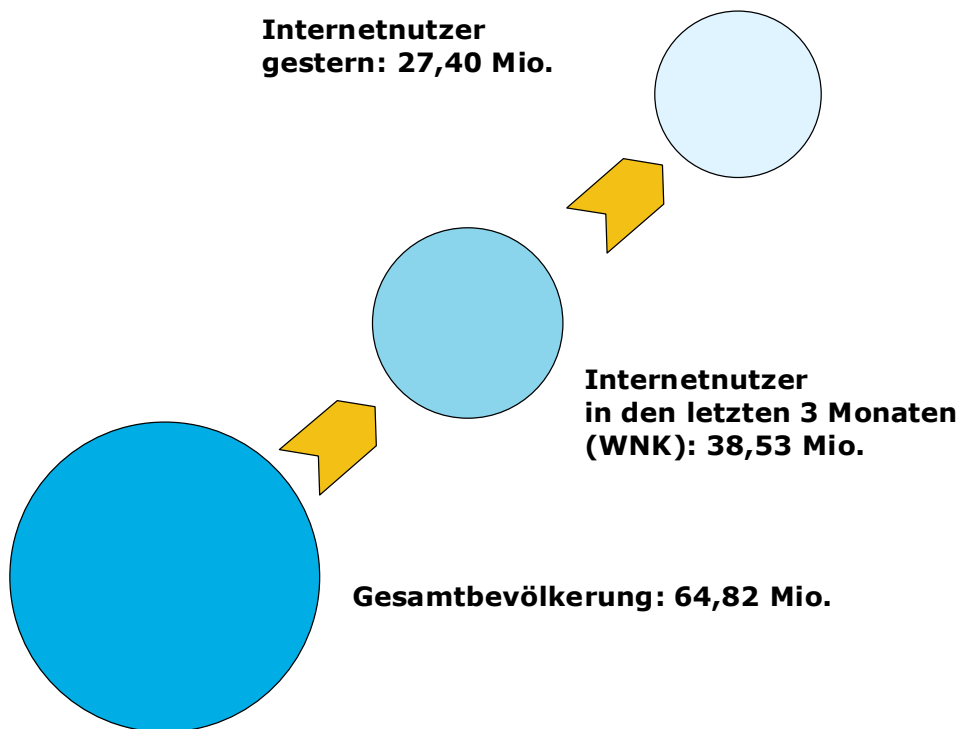 Internetnutzer
gestern: 27,40 Mio.
Internetnutzer
in den letzten 3 Monaten
(WNK): 38,53 Mio.
Gesamtbevölkerung: 64,82 Mio.